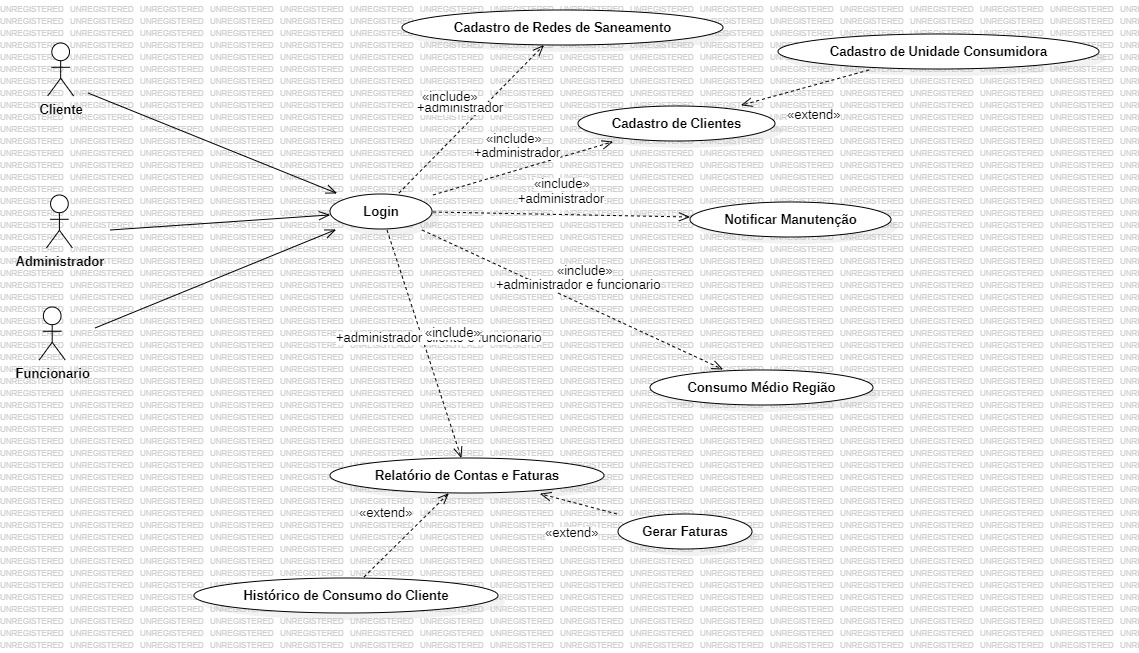 Cadastro de Redes de Saneamento
Cadastro de Unidade Consumidora
Cliente
«include»
+administrador
«extend»
Cadastro de Clientes
«include»
+administrador
«include»
+administrador
Login
Notificar Manutenção
Administrador
«include»
+administrador e funcionario
«include»
+administrador cliente e funcionario
Funcionario
Consumo Médio Região
Relatório de Contas e Faturas
«extend»
«extend»
Gerar Faturas
Histórico de Consumo do Cliente
UNREGISTERED